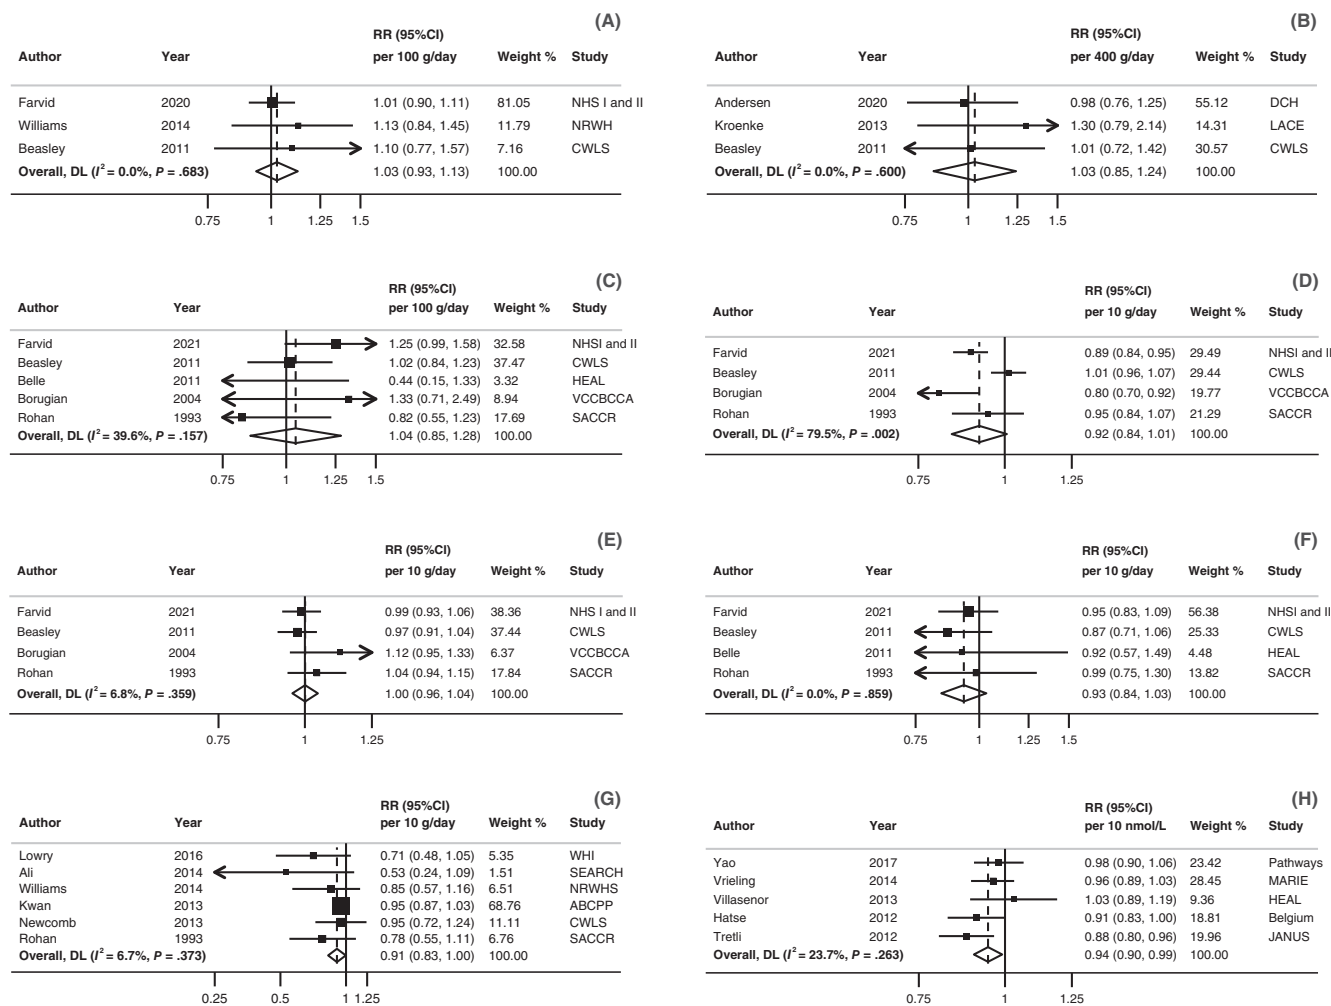 (A)
RR (95%CI)
Author Year per 100 g/day Weight % Study
Farvid 2020 1.01 (0.90, 1.11) 81.05 NHS I and II
Williams 2014 1.13 (0.84, 1.45) 11.79 NRWH
Beasley 2011 1.10 (0.77, 1.57) 7.16 CWLS
Overall, DL (I² = 0.0%, P = .683) 1.03 (0.93, 1.13) 100.00
0.75 1 1.25 1.5
(B)
RR (95%CI)
Author Year per 400 g/day Weight % Study
Andersen 2020 0.98 (0.76, 1.25) 55.12 DCH
Kroenke 2013 1.30 (0.79, 2.14) 14.31 LACE
Beasley 2011 1.01 (0.72, 1.42) 30.57 CWLS
Overall, DL (I² = 0.0%, P = .600) 1.03 (0.85, 1.24) 100.00
0.75 1 1.25 1.5
(C)
RR (95%CI)
Author Year per 100 g/day Weight % Study
Farvid 2021 1.25 (0.99, 1.58) 32.58 NHSI and II
Beasley 2011 1.02 (0.84, 1.23) 37.47 CWLS
Belle 2011 0.44 (0.15, 1.33) 3.32 HEAL
Borugian 2004 1.33 (0.71, 2.49) 8.94 VCCBCCA
Rohan 1993 0.82 (0.55, 1.23) 17.69 SACCR
Overall, DL (I² = 39.6%, P = .157) 1.04 (0.85, 1.28) 100.00
0.75 1 1.25 1.5
(D)
RR (95%CI)
Author Year per 10 g/day Weight % Study
Farvid 2021 0.89 (0.84, 0.95) 29.49 NHSI and II
Beasley 2011 1.01 (0.96, 1.07) 29.44 CWLS
Borugian 2004 0.80 (0.70, 0.92) 19.77 VCCBCCA
Rohan 1993 0.95 (0.84, 1.07) 21.29 SACCR
Overall, DL (I² = 79.5%, P = .002) 0.92 (0.84, 1.01) 100.00
0.75 1 1.25
(E)
RR (95%CI)
Author Year per 10 g/day Weight % Study
Farvid 2021 0.99 (0.93, 1.06) 38.36 NHS I and II
Beasley 2011 0.97 (0.91, 1.04) 37.44 CWLS
Borugian 2004 1.12 (0.95, 1.33) 6.37 VCCBCCA
Rohan 1993 1.04 (0.94, 1.15) 17.84 SACCR
Overall, DL (I² = 6.8%, P = .359) 1.00 (0.96, 1.04) 100.00
0.75 1 1.25
(F)
RR (95%CI)
Author Year per 10 g/day Weight % Study
Farvid 2021 0.95 (0.83, 1.09) 56.38 NHSI and II
Beasley 2011 0.87 (0.71, 1.06) 25.33 CWLS
Belle 2011 0.92 (0.57, 1.49) 4.48 HEAL
Rohan 1993 0.99 (0.75, 1.30) 13.82 SACCR
Overall, DL (I² = 0.0%, P = .859) 0.93 (0.84, 1.03) 100.00
0.75 1 1.25 1.5
(G)
RR (95%CI)
Author Year per 10 g/day Weight % Study
Lowry 2016 0.71 (0.48, 1.05) 5.35 WHI
Ali 2014 0.53 (0.24, 1.09) 1.51 SEARCH
Williams 2014 0.85 (0.57, 1.16) 6.51 NRWHS
Kwan 2013 0.95 (0.87, 1.03) 68.76 ABCPP
Newcomb 2013 0.95 (0.72, 1.24) 11.11 CWLS
Rohan 1993 0.78 (0.55, 1.11) 6.76 SACCR
Overall, DL (I² = 6.7%, P = .373) 0.91 (0.83, 1.00) 100.00
0.25 0.5 1 1.25
(H)
RR (95%CI)
Author Year per 10 nmol/L Weight % Study
Yao 2017 0.98 (0.90, 1.06) 23.42 Pathways
Vrieling 2014 0.96 (0.89, 1.03) 28.45 MARIE
Villasenor 2013 1.03 (0.89, 1.19) 9.36 HEAL
Hatse 2012 0.91 (0.83, 1.00) 18.81 Belgium
Tretli 2012 0.88 (0.80, 0.96) 19.96 JANUS
Overall, DL (I² = 23.7%, P = .263) 0.94 (0.90, 0.99) 100.00
0.75 1 1.25